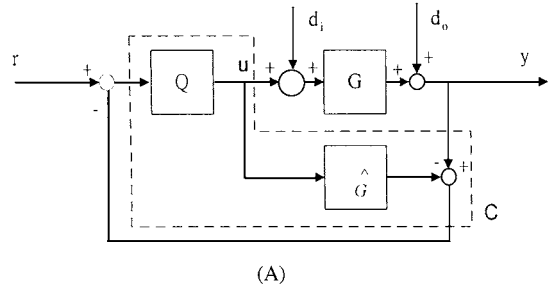 d_i d_o
r + Q u + + G + + y
-
- +
Ĝ
C
(A)